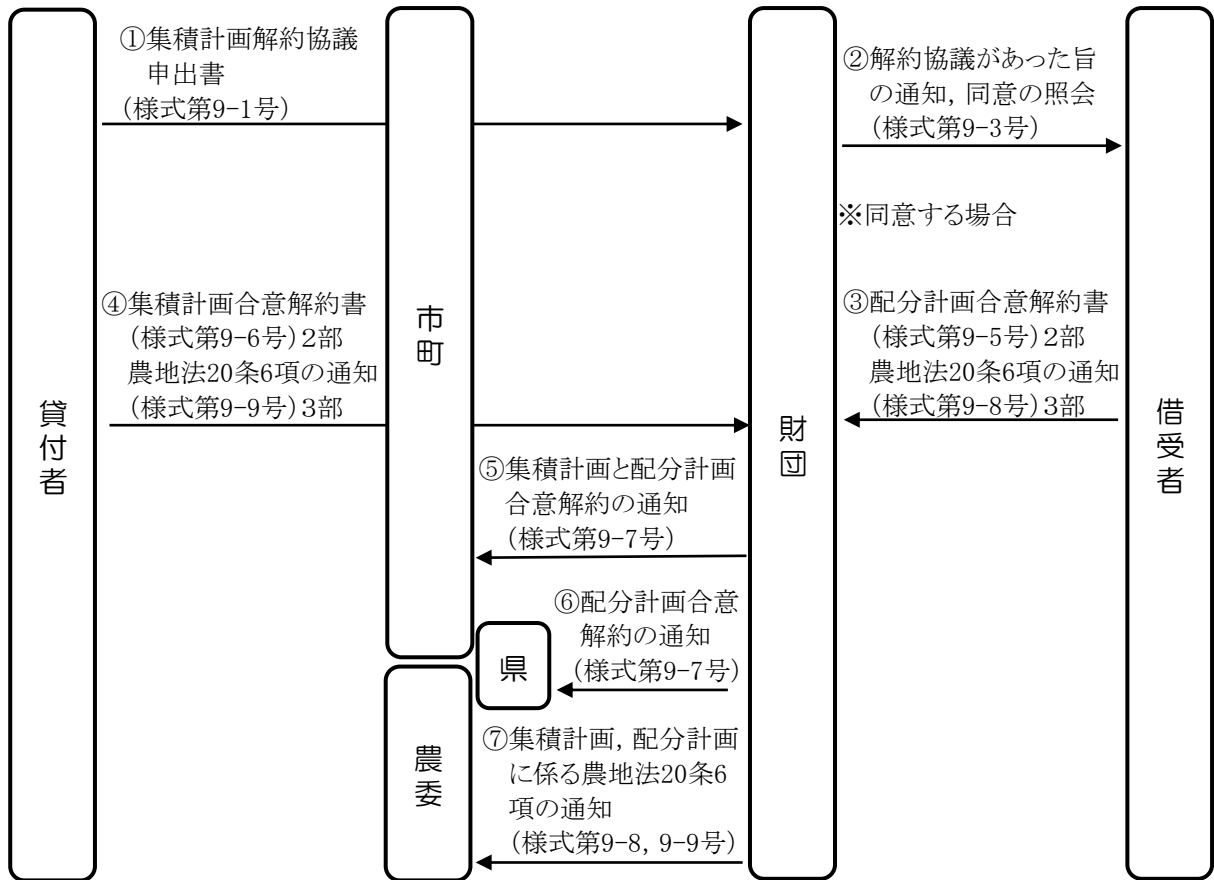 ①集積計画解約協議
申出書
(様式第9-1号)
②解約協議があった旨
の通知，同意の照会
(様式第9-3号)
※同意する場合
③配分計画合意解約書
(様式第9-5号)２部
農地法20条6項の通知
(様式第9-8号)３部
④集積計画合意解約書
(様式第9-6号)２部
農地法20条6項の通知
(様式第9-9号)３部
⑤集積計画と配分計画
合意解約の通知
(様式第9-7号)
⑥配分計画合意
解約の通知
(様式第9-7号)
⑦集積計画，配分計画
に係る農地法20条6
項の通知
(様式第9-8，9-9号)
貸付者
市町
県
農委
財団
借受者